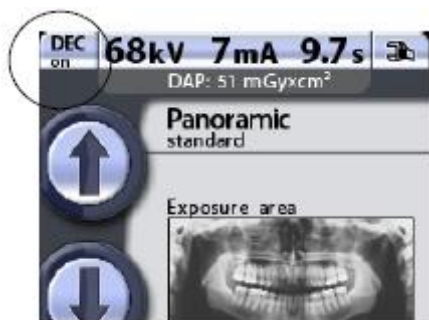 DEC
on
68kV 7mA 9.7s
DAP: 51 mGyxcm²
Panoramic
standard
Exposure area